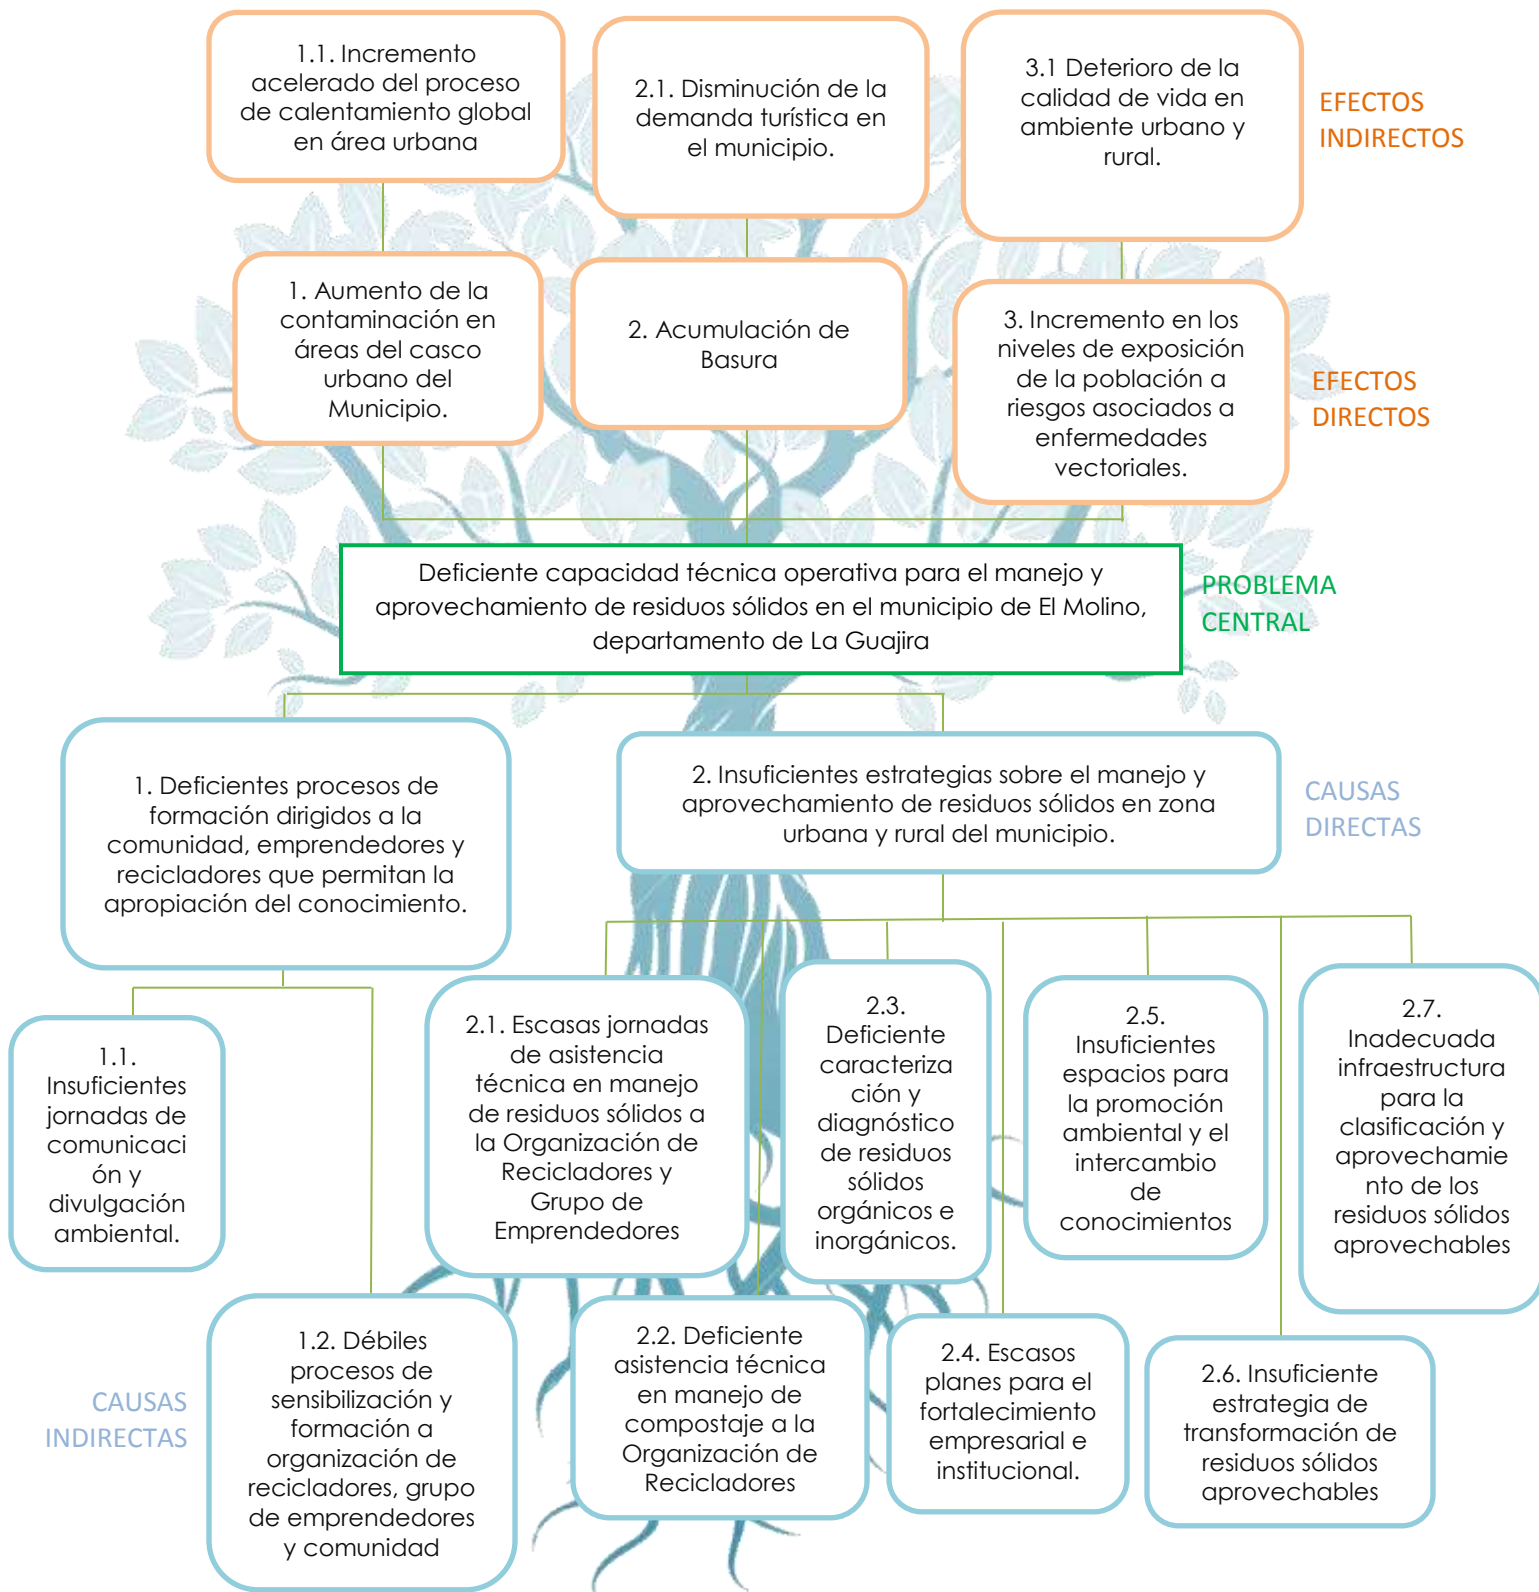 1.1. Incremento
acelerado del proceso
de calentamiento global
en área urbana
2.1. Disminución de la
demanda turística en
el municipio.
3.1 Deterioro de la
calidad de vida en
ambiente urbano y
rural.
EFECTOS
INDIRECTOS
1. Aumento de la
contaminación en
áreas del casco
urbano del
Municipio.
2. Acumulación de
Basura
3. Incremento en los
niveles de exposición
de la población a
riesgos asociados a
enfermedades
vectoriales.
EFECTOS
DIRECTOS
Deficiente capacidad técnica operativa para el manejo y
aprovechamiento de residuos sólidos en el municipio de El Molino,
departamento de La Guajira
PROBLEMA
CENTRAL
1. Deficientes procesos de
formación dirigidos a la
comunidad, emprendedores y
recicladores que permitan la
apropiación del conocimiento.
2. Insuficientes estrategias sobre el manejo y
aprovechamiento de residuos sólidos en zona
urbana y rural del municipio.
CAUSAS
DIRECTAS
1.1.
Insuficientes
jornadas de
comunicaci
ón y
divulgación
ambiental.
2.1. Escasas jornadas
de asistencia
técnica en manejo
de residuos sólidos a
la Organización de
Recicladores y
Grupo de
Emprendedores
2.3.
Deficiente
caracteriza
ción y
diagnóstico
de residuos
sólidos
orgánicos e
inorgánicos.
2.5.
Insuficientes
espacios para
la promoción
ambiental y el
intercambio
de
conocimientos
2.7.
Inadecuada
infraestructura
para la
clasificación y
aprovechamie
nto de los
residuos sólidos
aprovechables
CAUSAS
INDIRECTAS
1.2. Débiles
procesos de
sensibilización y
formación a
organización de
recicladores, grupo
de emprendedores
y comunidad
2.2. Deficiente
asistencia técnica
en manejo de
compostaje a la
Organización de
Recicladores
2.4. Escasos
planes para el
fortalecimiento
empresarial e
institucional.
2.6. Insuficiente
estrategia de
transformación de
residuos sólidos
aprovechables